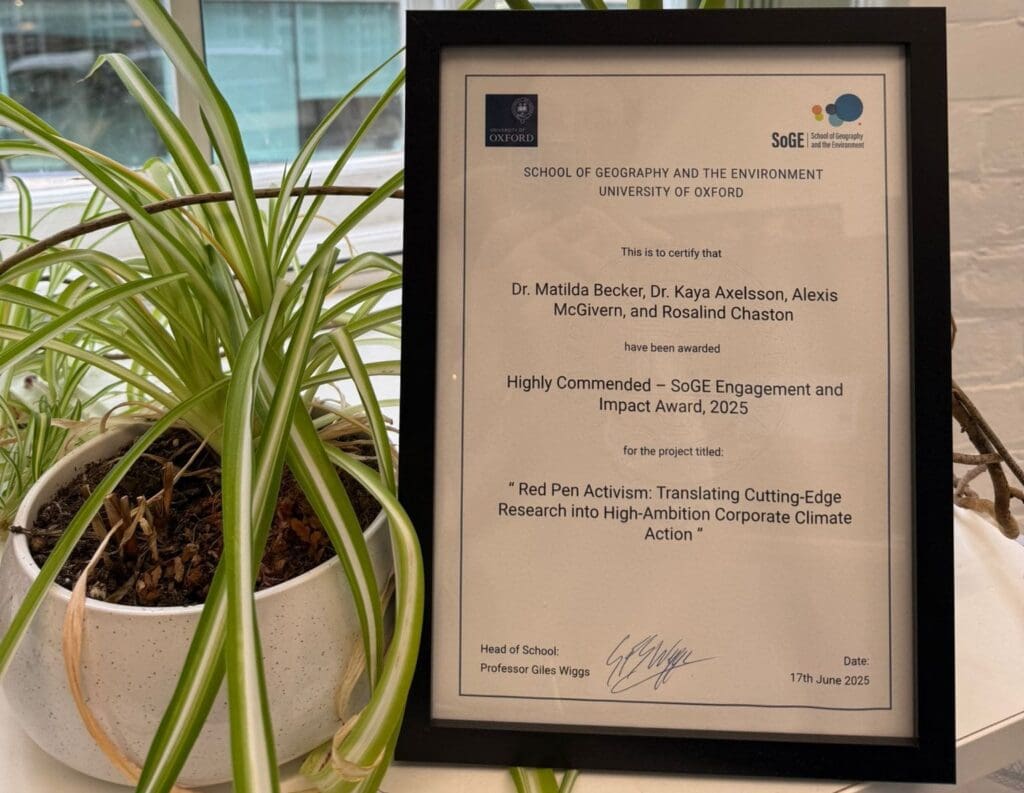 UNIVERSITY OF
OXFORD
SoGE
School of Geography
and the Environment
SCHOOL OF GEOGRAPHY AND THE ENVIRONMENT
UNIVERSITY OF OXFORD
This is to certify that
Dr. Matilda Becker, Dr. Kaya Axelsson, Alexis
McGivern, and Rosalind Chaston
have been awarded
Highly Commended – SoGE Engagement and
Impact Award, 2025
for the project titled:
“ Red Pen Activism: Translating Cutting-Edge
Research into High-Ambition Corporate Climate
Action “
Head of School:
Professor Giles Wiggs
Date:
17th June 2025